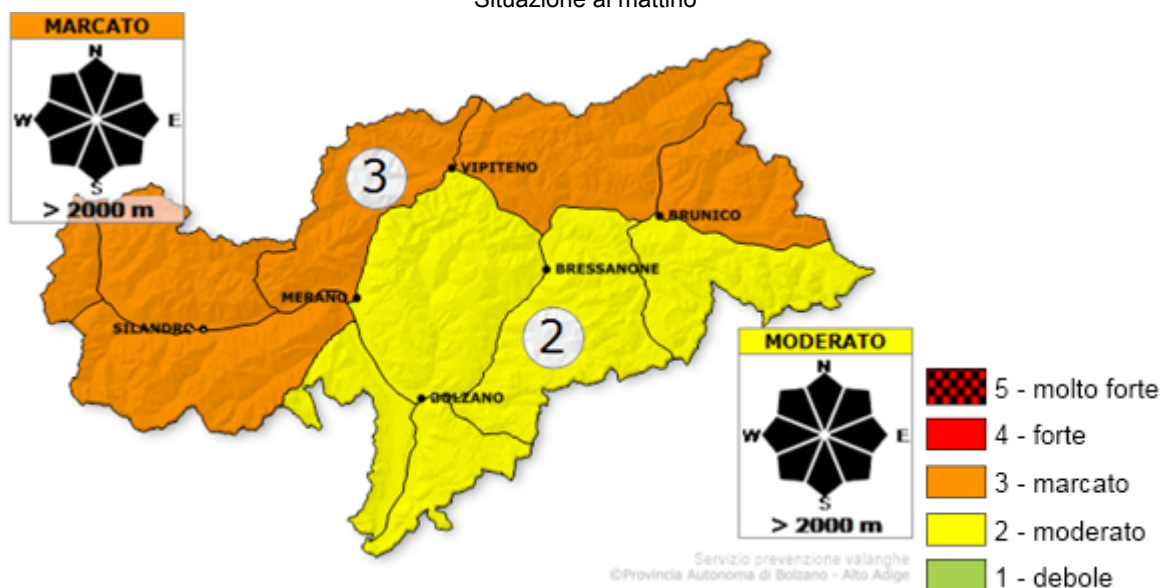 Situazione al mattino
MARCATO
N
W
E
S
> 2000 m
3
VIPITENO
BRUNICO
BRESSANONE
MERANO
SILANDRO
2
BOLZANO
MODERATO
N
W
E
S
> 2000 m
5 - molto forte
4 - forte
3 - marcato
2 - moderato
1 - debole
Servizio prevenzione valanghe
©Provincia Autonoma di Bolzano - Alto Adige